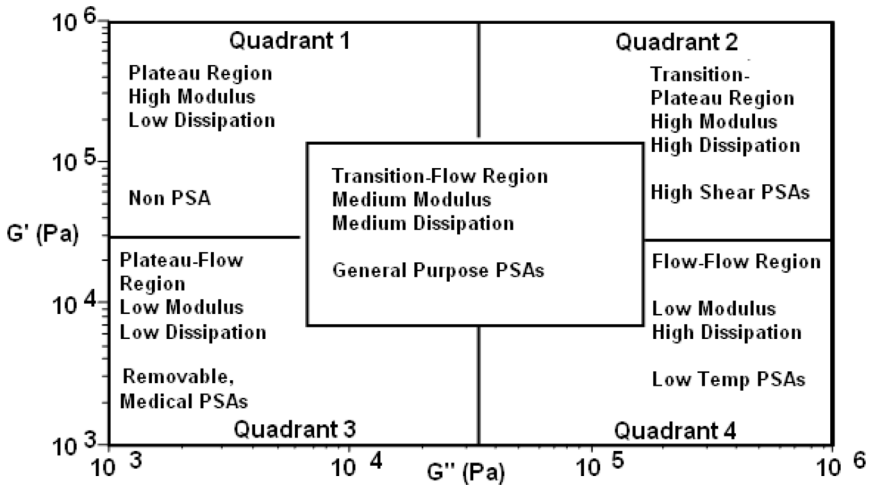 10 6
Quadrant 1
Quadrant 2
Plateau Region
High Modulus
Low Dissipation
Non PSA
Transition-
Plateau Region
High Modulus
High Dissipation
High Shear PSAs
10 5
Transition-Flow Region
Medium Modulus
Medium Dissipation
General Purpose PSAs
G' (Pa)
Plateau-Flow
Region
Low Modulus
Low Dissipation
Removable,
Medical PSAs
Flow-Flow Region
Low Modulus
High Dissipation
Low Temp PSAs
10 4
Quadrant 3
Quadrant 4
10 3
10 3
10 4
G'' (Pa)
10 5
10 6